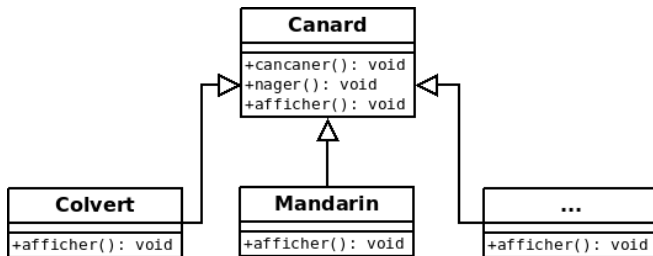 Canard
+cancaner(): void
+nager(): void
+afficher(): void
Colvert
+afficher(): void
Mandarin
+afficher(): void
...
+afficher(): void